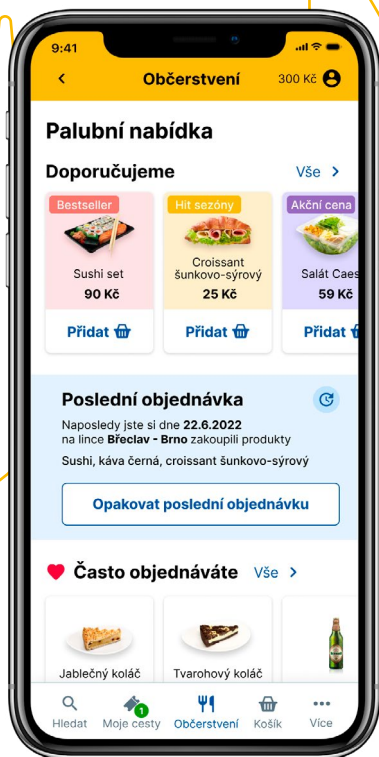 9:41
Občerstvení
300 Kč
Palubní nabídka
Doporučujeme
Vše
Bestseller
Sushi set
90 Kč
Přidat
Hit sezóny
Croissant
šunkovo-sýrový
25 Kč
Přidat
Akční cena
Salát Caes
59 Kč
Přidat
Poslední objednávka
Naposledy jste si dne 22.6.2022
na lince Břeclav - Brno zakoupili produkty
Sushi, káva černá, croissant šunkovo-sýrový
Opakovat poslední objednávku
Často objednáváte
Vše
Jablečný koláč
Tvarohový koláč
Hledat
1
Moje cesty
Občerstvení
Košík
Více